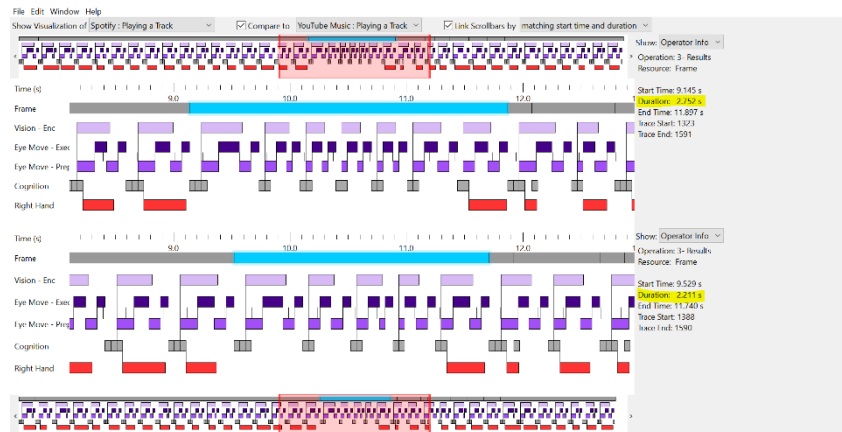 File Edit Window Help
Show Visualization of Spotify : Playing a Track Compare to YouTube Music : Playing a Track Link Scrollbars by matching start time and duration
Show: Operator Info
Operation: 3- Results
Resource: Frame
Start Time: 9.145 s
Duration: 2.752 s
End Time: 11.897 s
Trace Start: 1323
Trace End: 1591
Time (s)
9.0 10.0 11.0 12.0
Frame
Vision - Enc
Eye Move - Exec
Eye Move - Prep
Cognition
Right Hand
Show: Operator Info
Operation: 3- Results
Resource: Frame
Start Time: 9.529 s
Duration: 2.211 s
End Time: 11.740 s
Trace Start: 1388
Trace End: 1590
Time (s)
9.0 10.0 11.0 12.0
Frame
Vision - Enc
Eye Move - Exec
Eye Move - Prep
Cognition
Right Hand